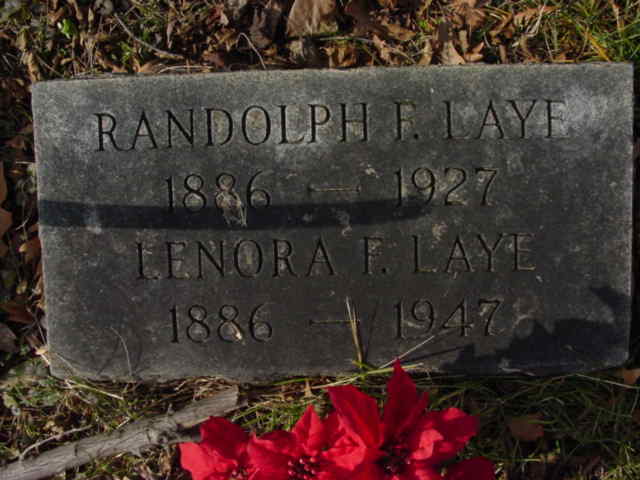 RANDOLPH F. LAYE
1886 — 1927
LENORA F. LAYE
1886 — 1947